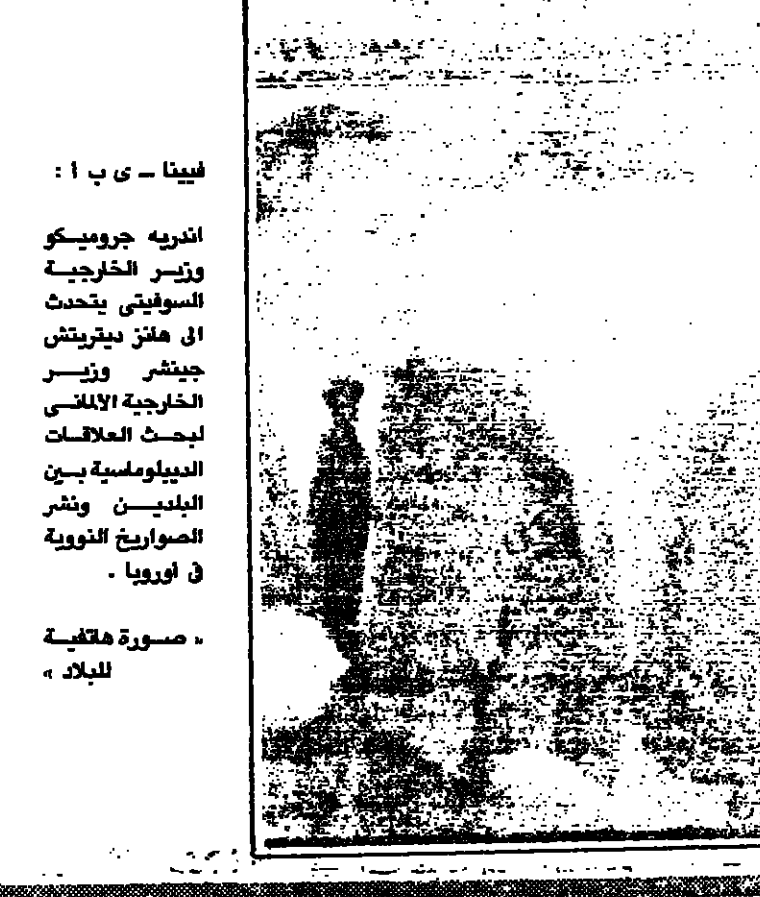 فيينا – ى ب ا :
اندريه جروميكو
وزير الخارجية
السوفيتى يتحدث
الى هانز ديتريتش
جينشر وزير
الخارجية الالمانى
لبحث العلاقات
الديبلوماسية بين
البلدين ونشر
الصواريخ النووية
فى اوروبا .
« صورة هاتفية
للبلاد »